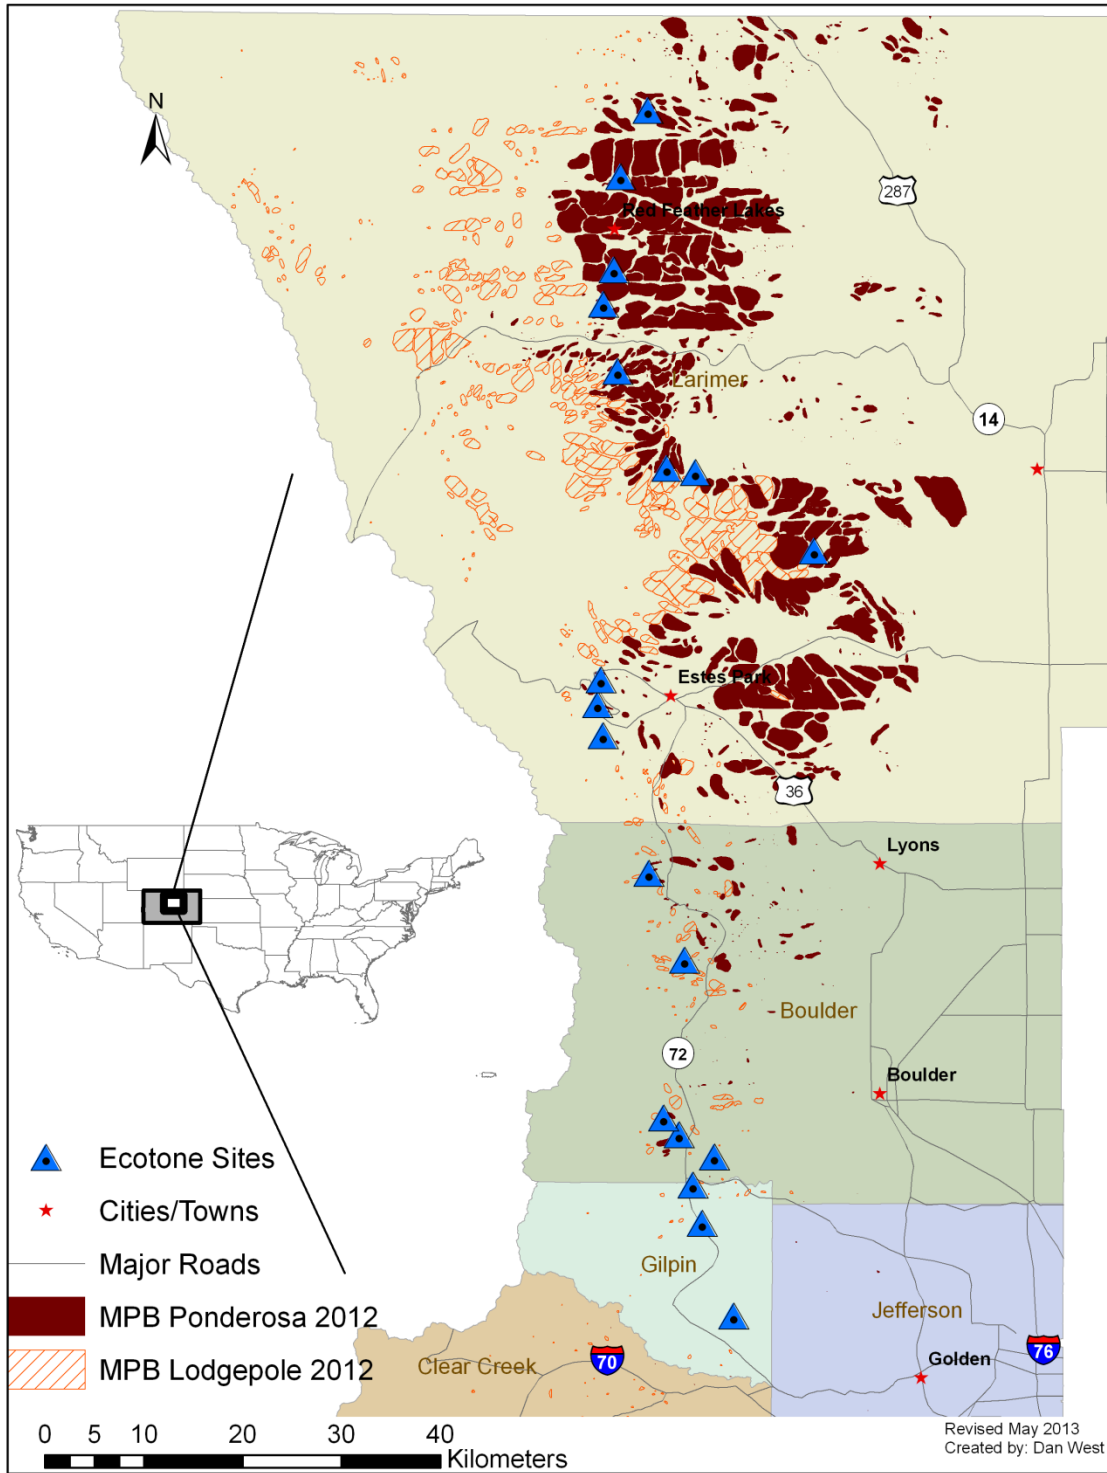 N
287
Red Feather Lakes
Larimer
14
Estes Park
36
Lyons
Boulder
72
Boulder
Ecotone Sites
Cities/Towns
Major Roads
Gilpin
MPB Ponderosa 2012
Jefferson
MPB Lodgepole 2012
Clear Creek
70
Golden
76
0 5 10 20 30 40
Kilometers
Revised May 2013
Created by: Dan West